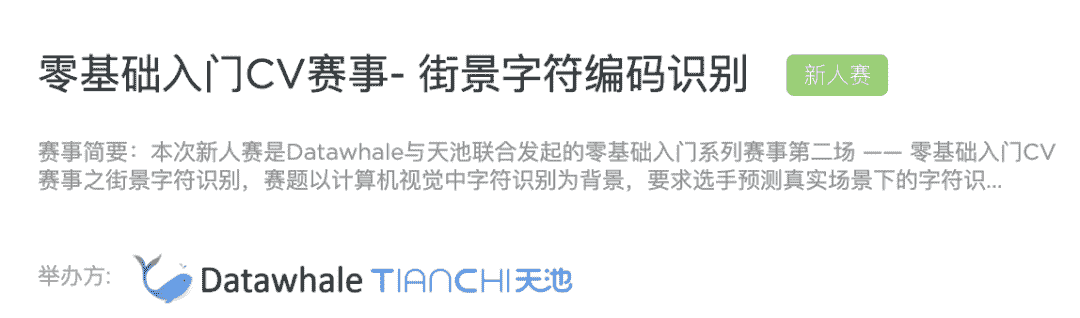 零基础入门CV赛事- 街景字符编码识别 新人赛
赛事简要：本次新人赛是Datawhale与天池联合发起的零基础入门系列赛事第二场 —— 零基础入门CV
赛事之街景字符识别，赛题以计算机视觉中字符识别为背景，要求选手预测真实场景下的字符识...
举办方: Datawhale TIANCHI天池